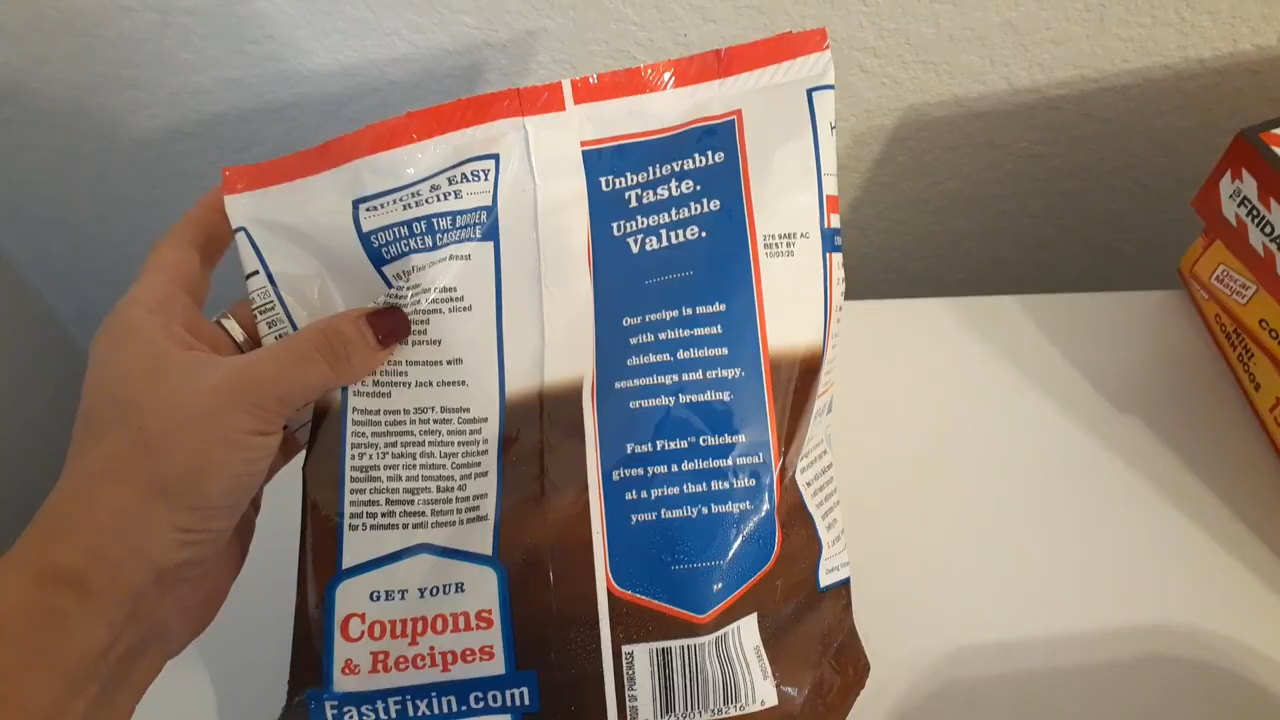 QUICK & EASY
RECIPE
SOUTH OF THE BORDER
CHICKEN CASSEROLE
Chicken Breast
water
cubes
uncooked
sliced
parsley
can tomatoes with
chilies
c. Monterey Jack cheese,
shredded
Preheat oven to 350°F. Dissolve
bouillon cubes in hot water. Combine
rice, mushrooms, celery, onion and
parsley, and spread mixture evenly in
a 9" x 13" baking dish. Layer chicken
nuggets over rice mixture. Combine
bouillon, milk and tomatoes, and pour
over chicken nuggets. Bake 40
minutes. Remove casserole from oven
and top with cheese. Return to oven
for 5 minutes or until cheese is melted.
GET YOUR
Coupons
& Recipes
FastFixin.com
120
20%
Unbelievable
Taste.
Unbeatable
Value.
Our recipe is made
with white-meat
chicken, delicious
seasonings and crispy,
crunchy breading.
Fast Fixin'® Chicken
gives you a delicious meal
at a price that fits into
your family's budget.
276 9AEE AC
BEST BY
10/03/20
OF PURCHASE
75901 38216 6
Oscar
Mayer
MINI
CORN DOGS